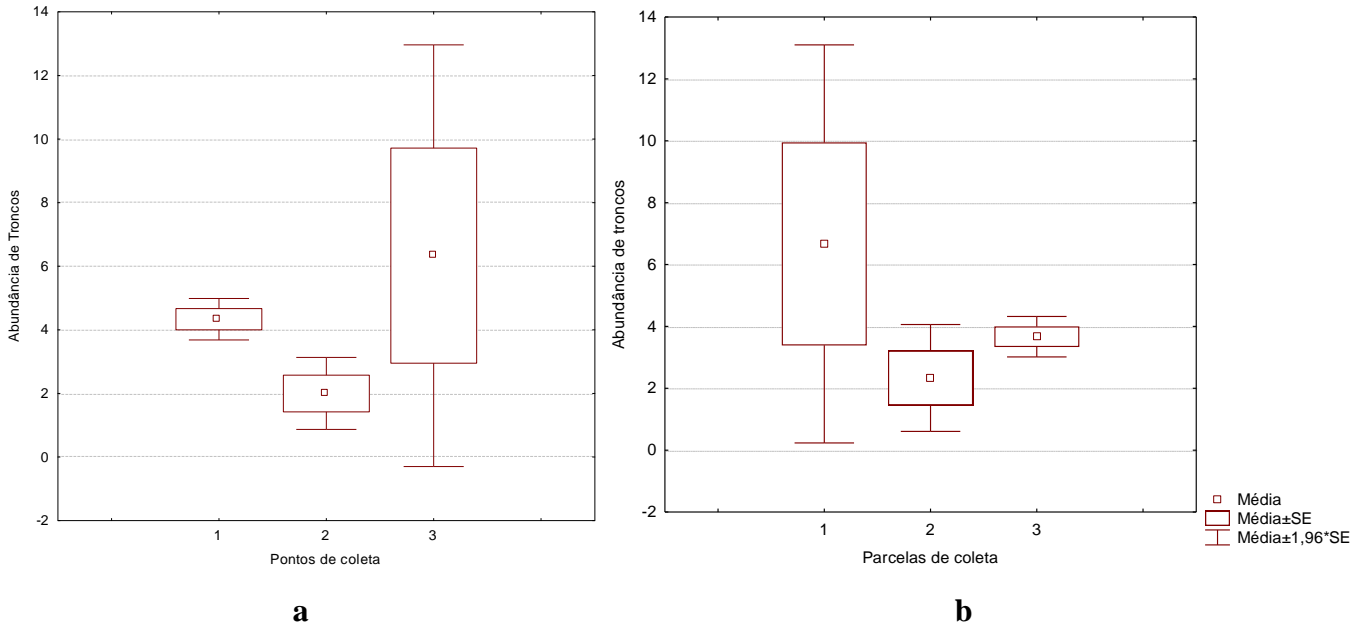 14
12
10
8
6
4
2
0
-2
Abundância de Troncos
1 2 3
Pontos de coleta
a
14
12
10
8
6
4
2
0
-2
Abundância de troncos
1 2 3
Parcelas de coleta
b
Média
Média±SE
Média±1,96*SE